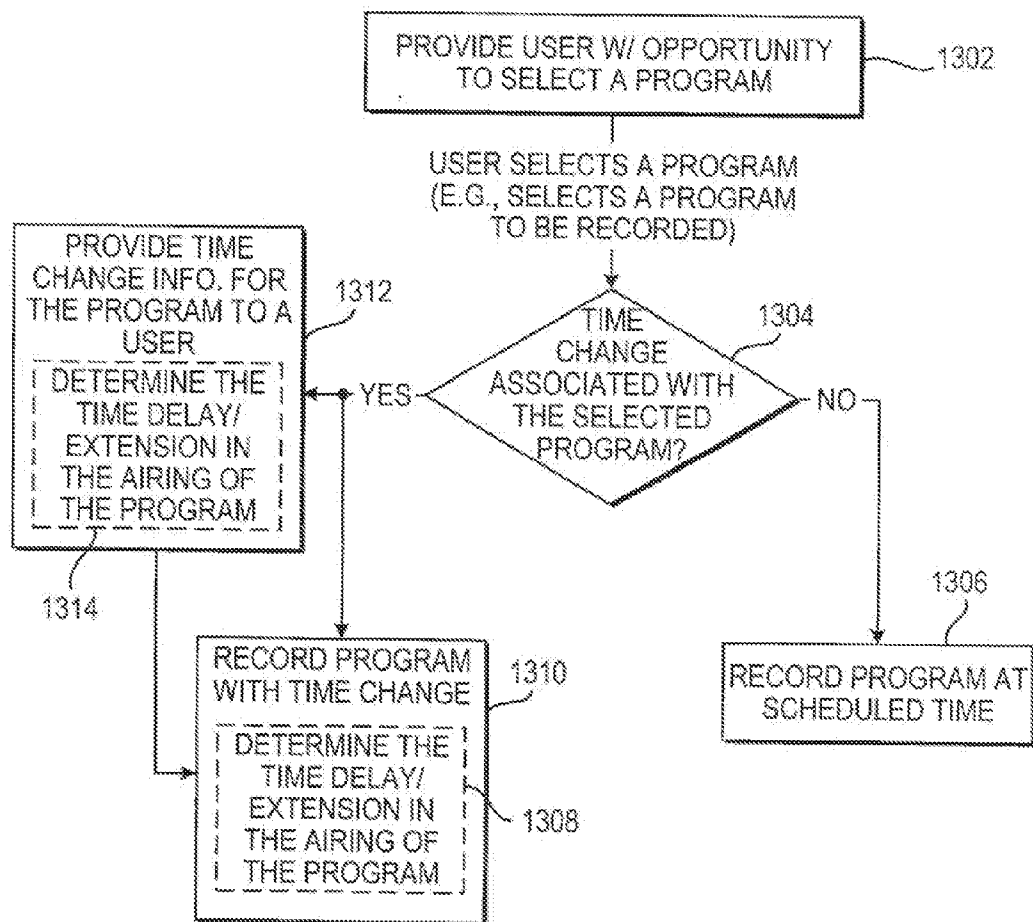 PROVIDE USER W/ OPPORTUNITY
TO SELECT A PROGRAM
1302
USER SELECTS A PROGRAM
(E.G., SELECTS A PROGRAM
TO BE RECORDED)
PROVIDE TIME
CHANGE INFO. FOR
THE PROGRAM TO A
USER
1312
DETERMINE THE
TIME DELAY/
EXTENSION IN
THE AIRING OF
THE PROGRAM
1314
YES
TIME
CHANGE
ASSOCIATED WITH
THE SELECTED
PROGRAM?
1304
NO
RECORD PROGRAM
WITH TIME CHANGE
1310
DETERMINE THE
TIME DELAY/
EXTENSION IN
THE AIRING OF
THE PROGRAM
1308
1306
RECORD PROGRAM AT
SCHEDULED TIME